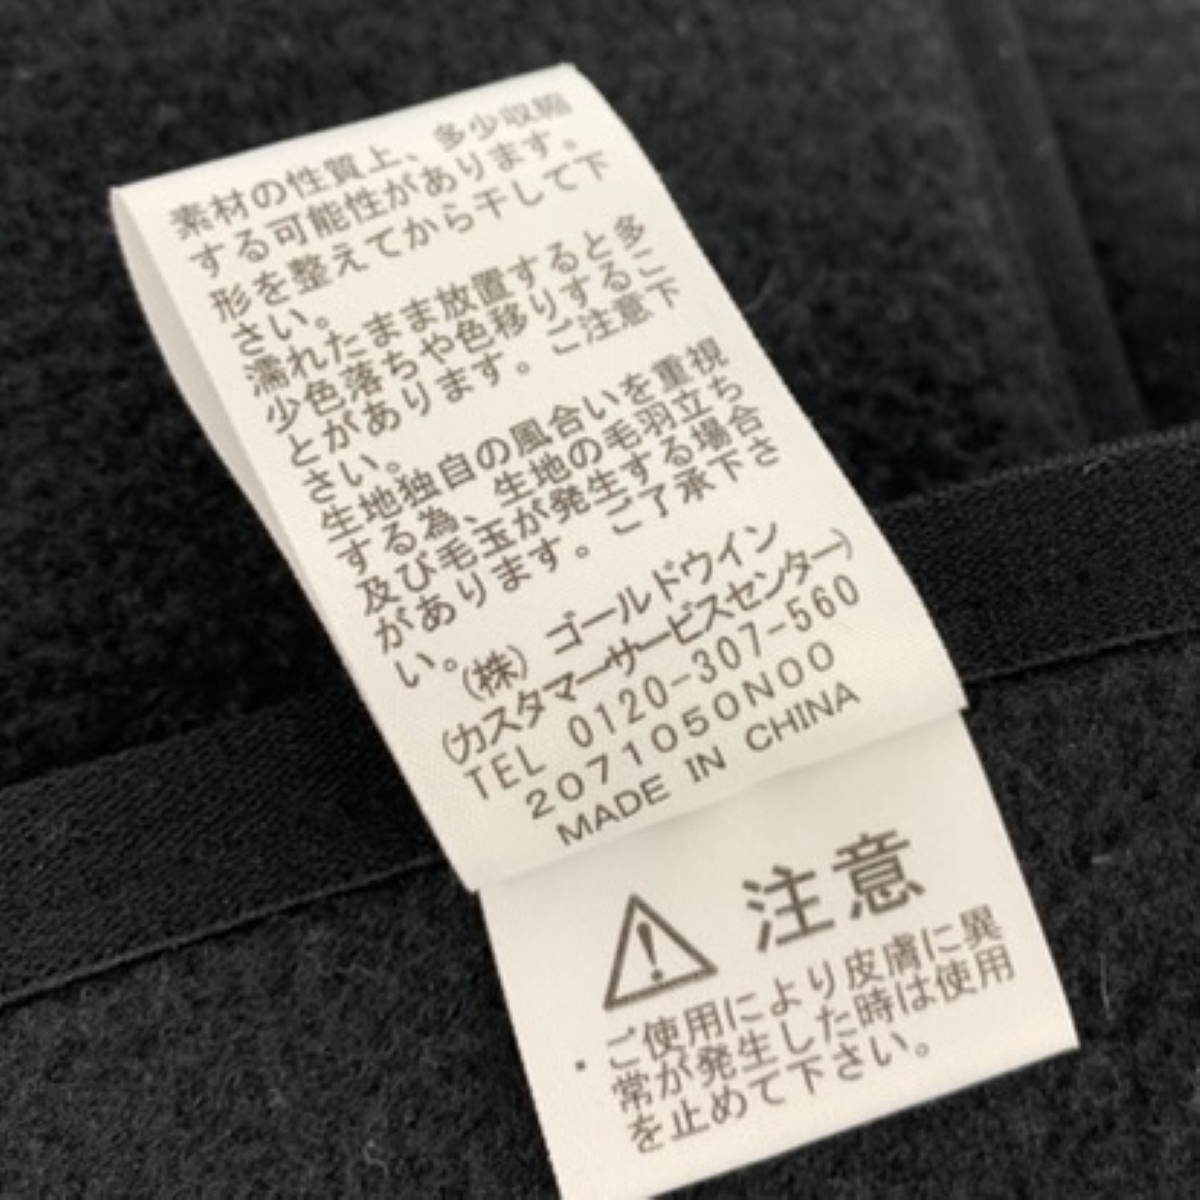 素材の性質上、多少収縮
する可能性があります。
形を整えてから干して下
さい。
濡れたまま放置すると多
少色落ちや色移りするこ
とがあります。ご注意下
さい。
生地独自の風合いを重視
する為、生地の毛羽立ち
及び毛玉が発生する場合
があります。ご了承下さ
い。
(株) ゴールドウイン
(カスタマーサービスセンター)
TEL 0120-307-560
2071050N00
MADE IN CHINA
注意
・ご使用により皮膚に異
常が発生した時は使用
を止めて下さい。